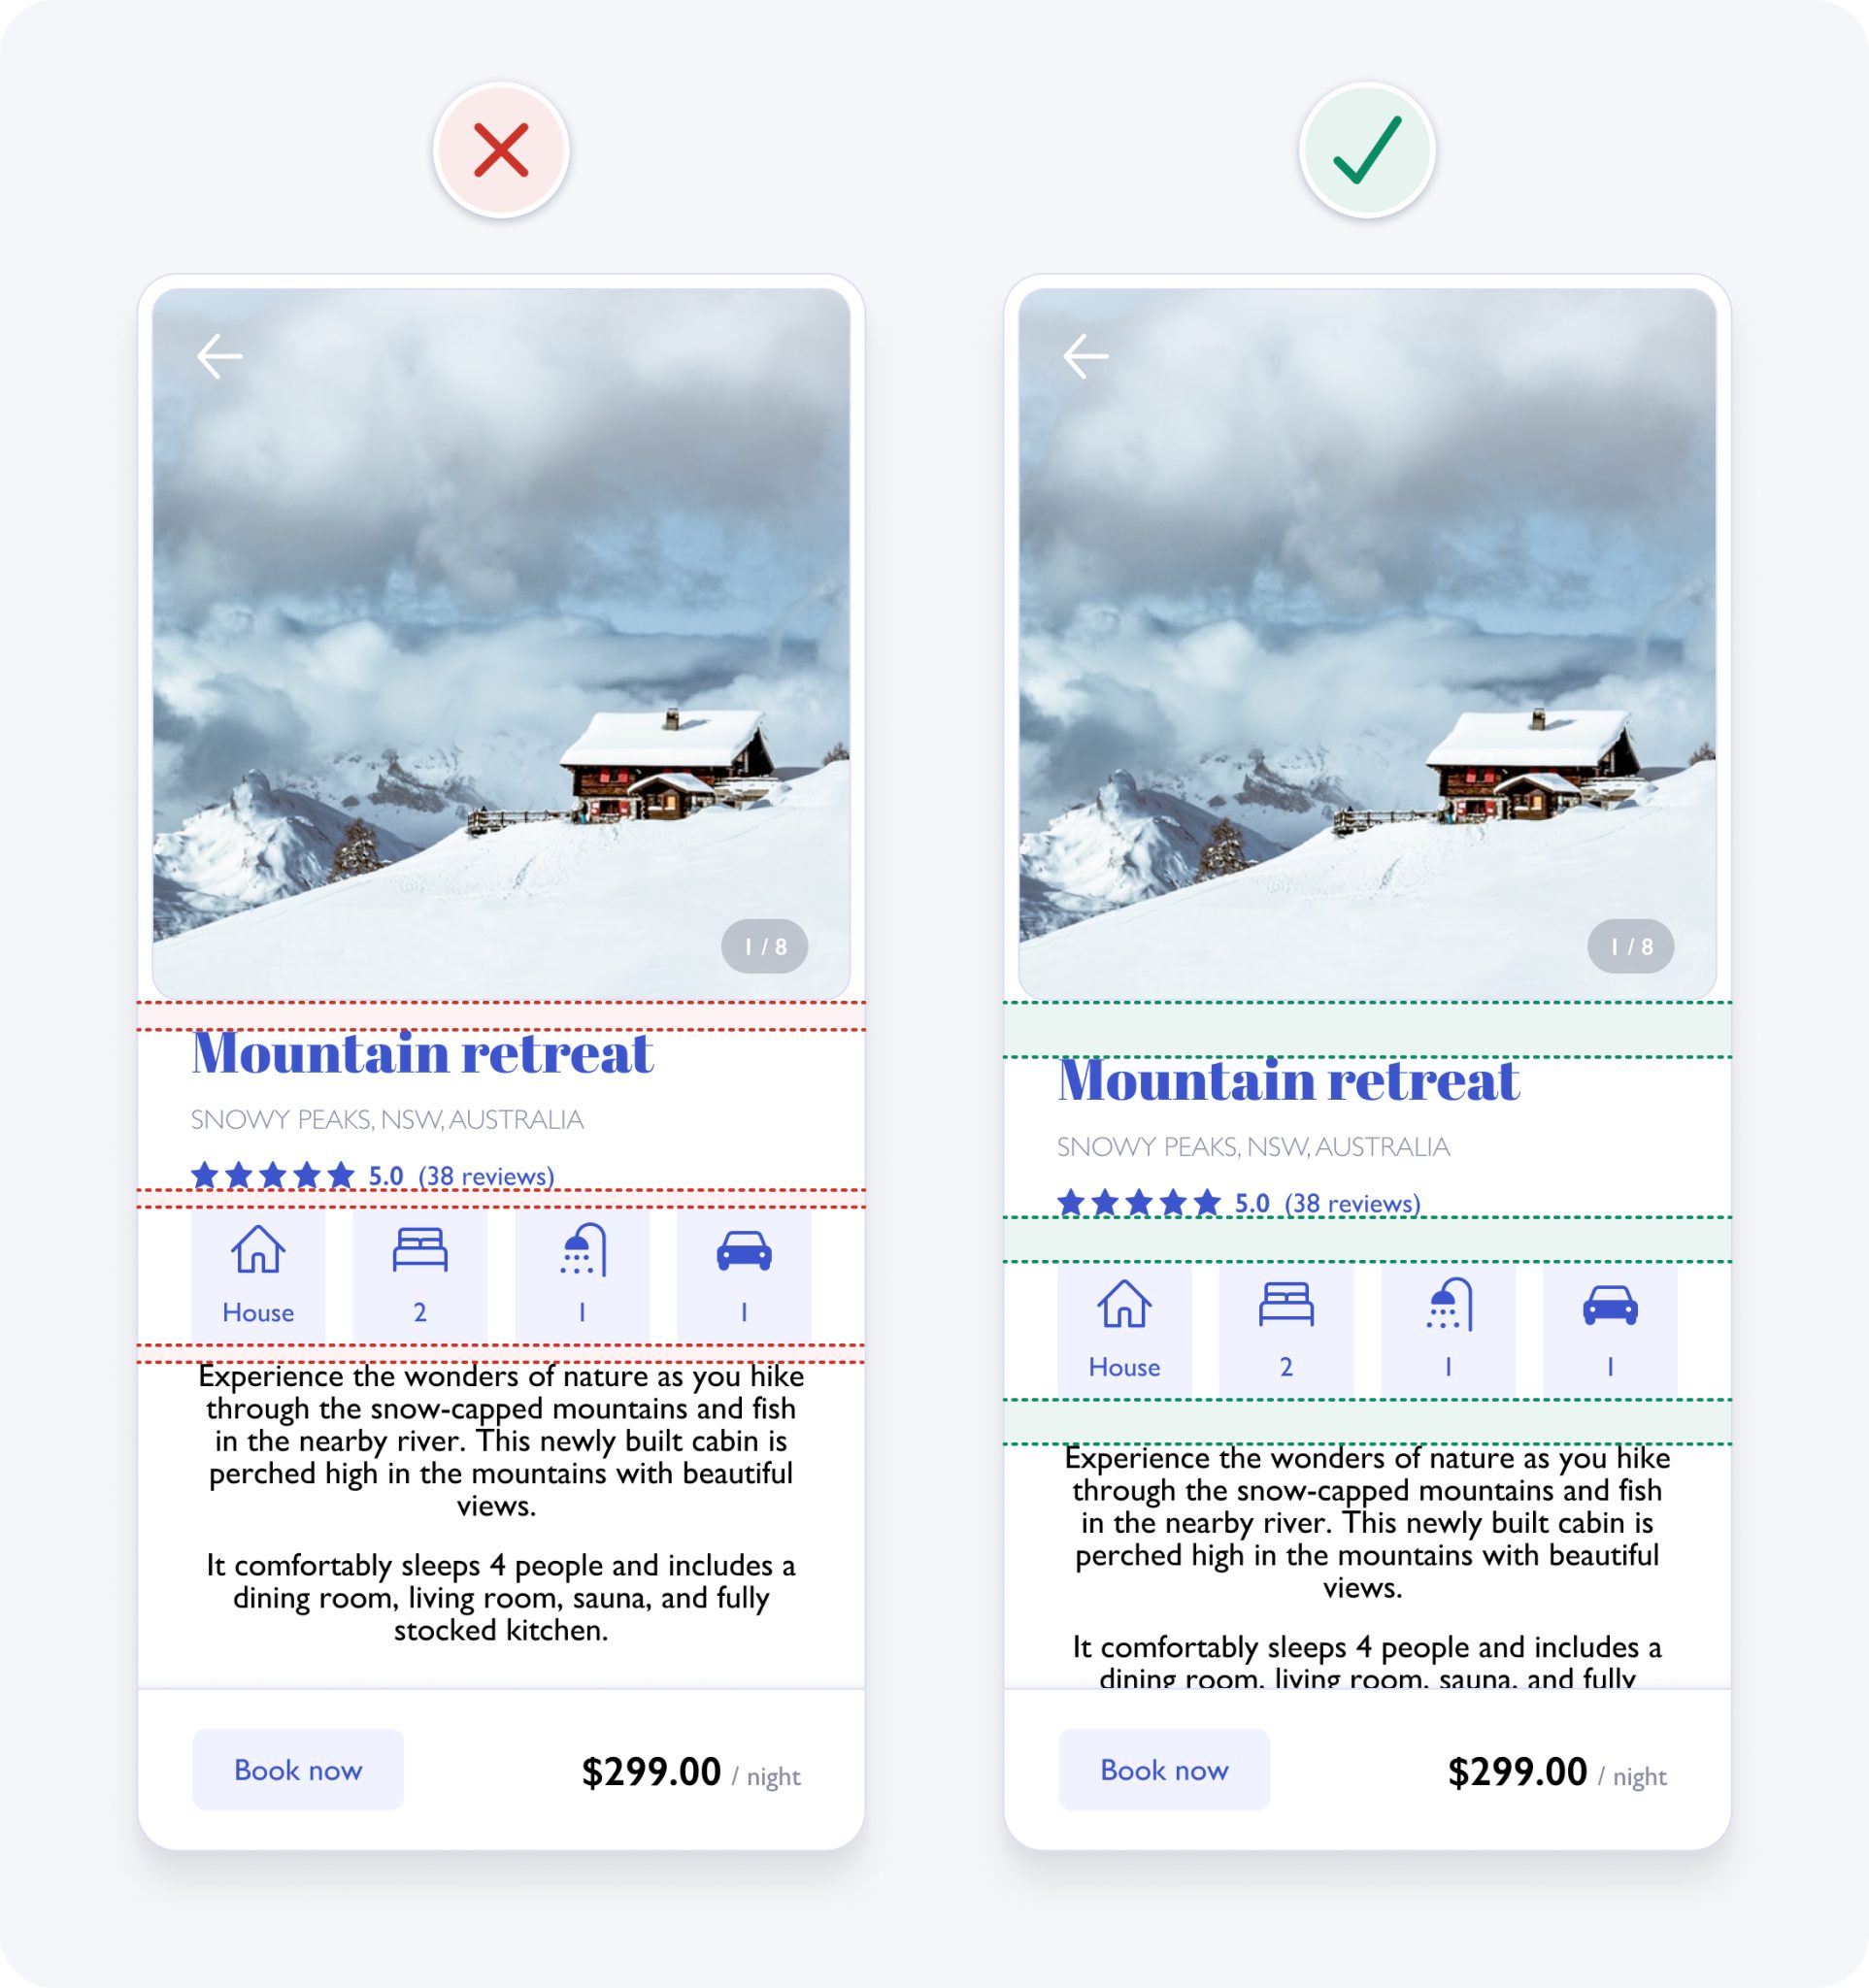 1 / 8
Mountain retreat
SNOWY PEAKS, NSW, AUSTRALIA
5.0 (38 reviews)
House 2 1 1
Experience the wonders of nature as you hike
through the snow-capped mountains and fish
in the nearby river. This newly built cabin is
perched high in the mountains with beautiful
views.
It comfortably sleeps 4 people and includes a
dining room, living room, sauna, and fully
stocked kitchen.
Book now $299.00 / night
1 / 8
Mountain retreat
SNOWY PEAKS, NSW, AUSTRALIA
5.0 (38 reviews)
House 2 1 1
Experience the wonders of nature as you hike
through the snow-capped mountains and fish
in the nearby river. This newly built cabin is
perched high in the mountains with beautiful
views.
It comfortably sleeps 4 people and includes a
dining room, living room, sauna, and fully
Book now $299.00 / night